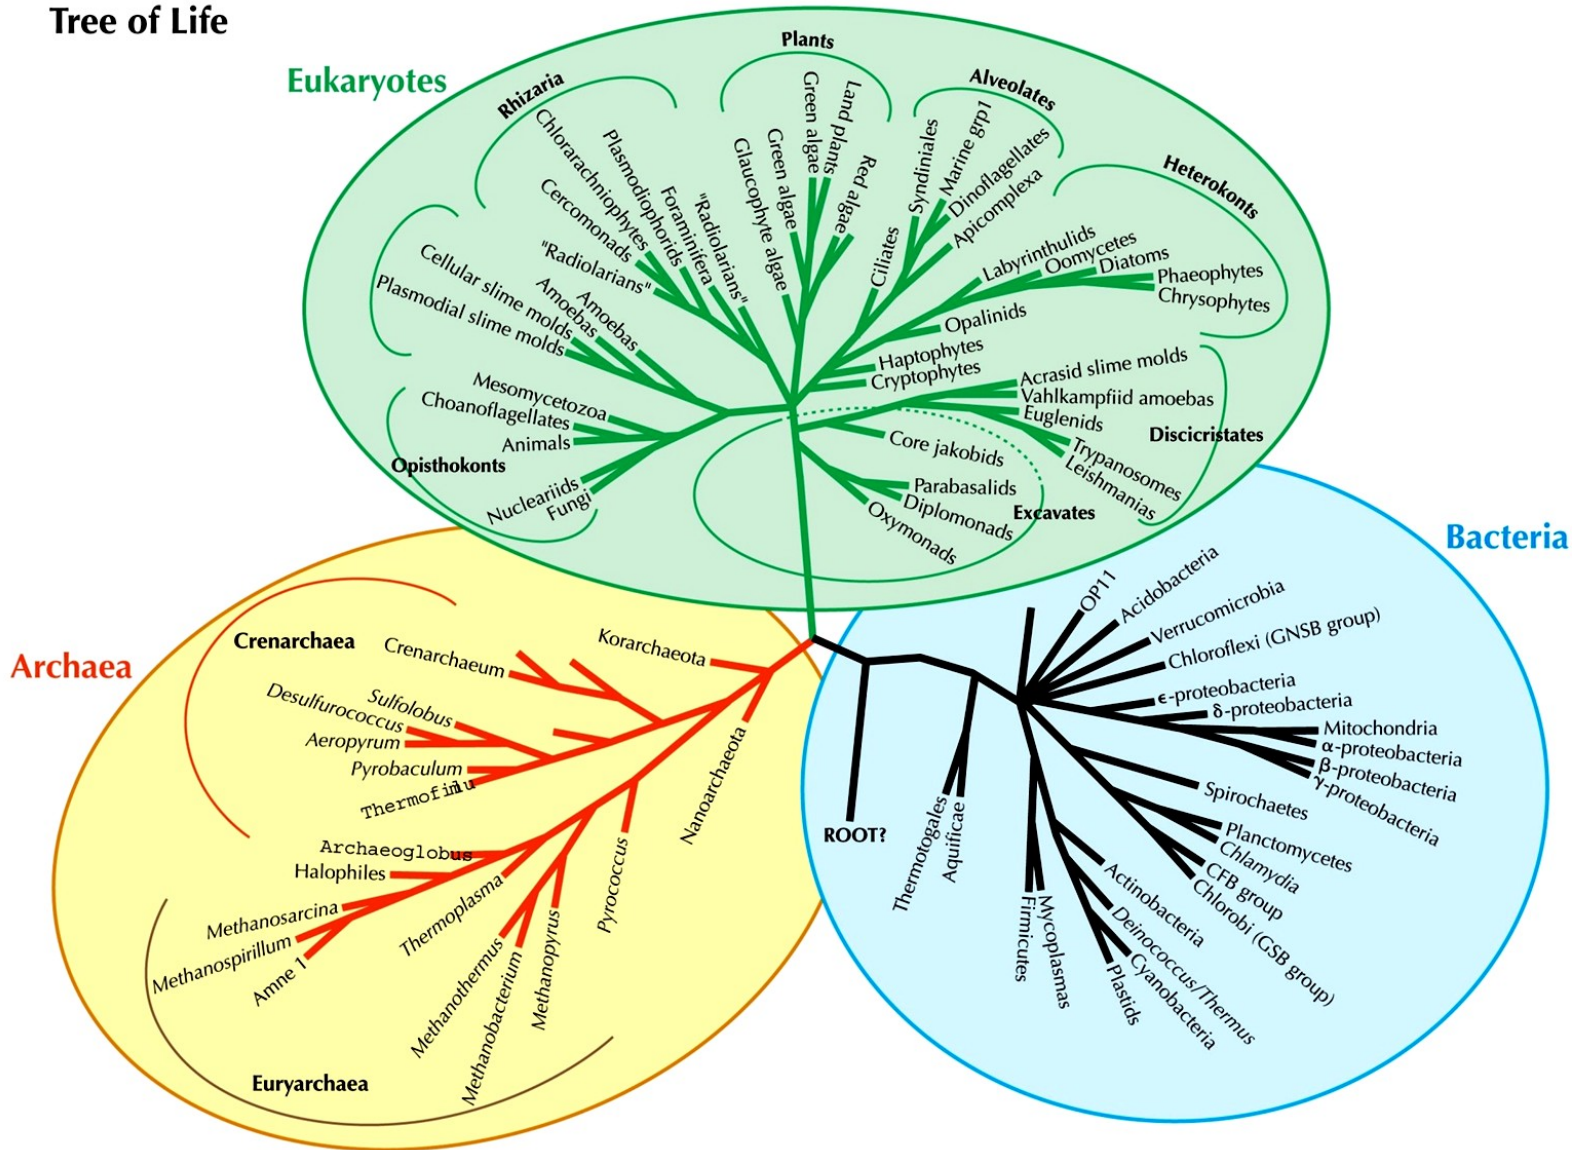 Tree of Life
Eukaryotes
Rhizaria
Chlorarachniophytes
Plasmodiophorids
Cercomonads
Foraminifera
"Radiolarians"
"Radiolarians"
Plants
Glaucophyte algae
Green algae
Green algae
Land plants
Red algae
Alveolates
Ciliates
Syndiniales
Marine grp1
Dinoflagellates
Apicomplexa
Heterokonts
Labyrinthulids
Oomycetes
Diatoms
Phaeophytes
Chrysophytes
Opalinids
Haptophytes
Cryptophytes
Cellular slime molds
Plasmodial slime molds
Amoebas
Amoebas
Mesomycetozoa
Choanoflagellates
Animals
Opisthokonts
Nucleariids
Fungi
Acrasid slime molds
Vahlkampfiid amoebas
Euglenids
Trypanosomes
Leishmanias
Discicristates
Core jakobids
Parabasalids
Diplomonads
Oxymonads
Excavates
Archaea
Crenarchaea
Crenarchaeum
Korarchaeota
Sulfolobus
Desulfurococcus
Aeropyrum
Pyrobaculum
Nanoarchaeota
Archaeoglobus
Halophiles
Methanosarcina
Methanospirillum
Amne 1
Thermoplasma
Methanothermus
Methanobacterium
Methanopyrus
Pyrococcus
Euryarchaea
Bacteria
ROOT?
Thermotogales
Aquificae
OP11
Acidobacteria
Verrucomicrobia
Chloroflexi (GNSB group)
ϵ-proteobacteria
δ-proteobacteria
Mitochondria
α-proteobacteria
β-proteobacteria
γ-proteobacteria
Spirochaetes
Planctomycetes
Chlamydia
CFB group
Chlorobi (GSB group)
Actinobacteria
Deinococcus/Thermus
Cyanobacteria
Plastids
Mycoplasmas
Firmicutes